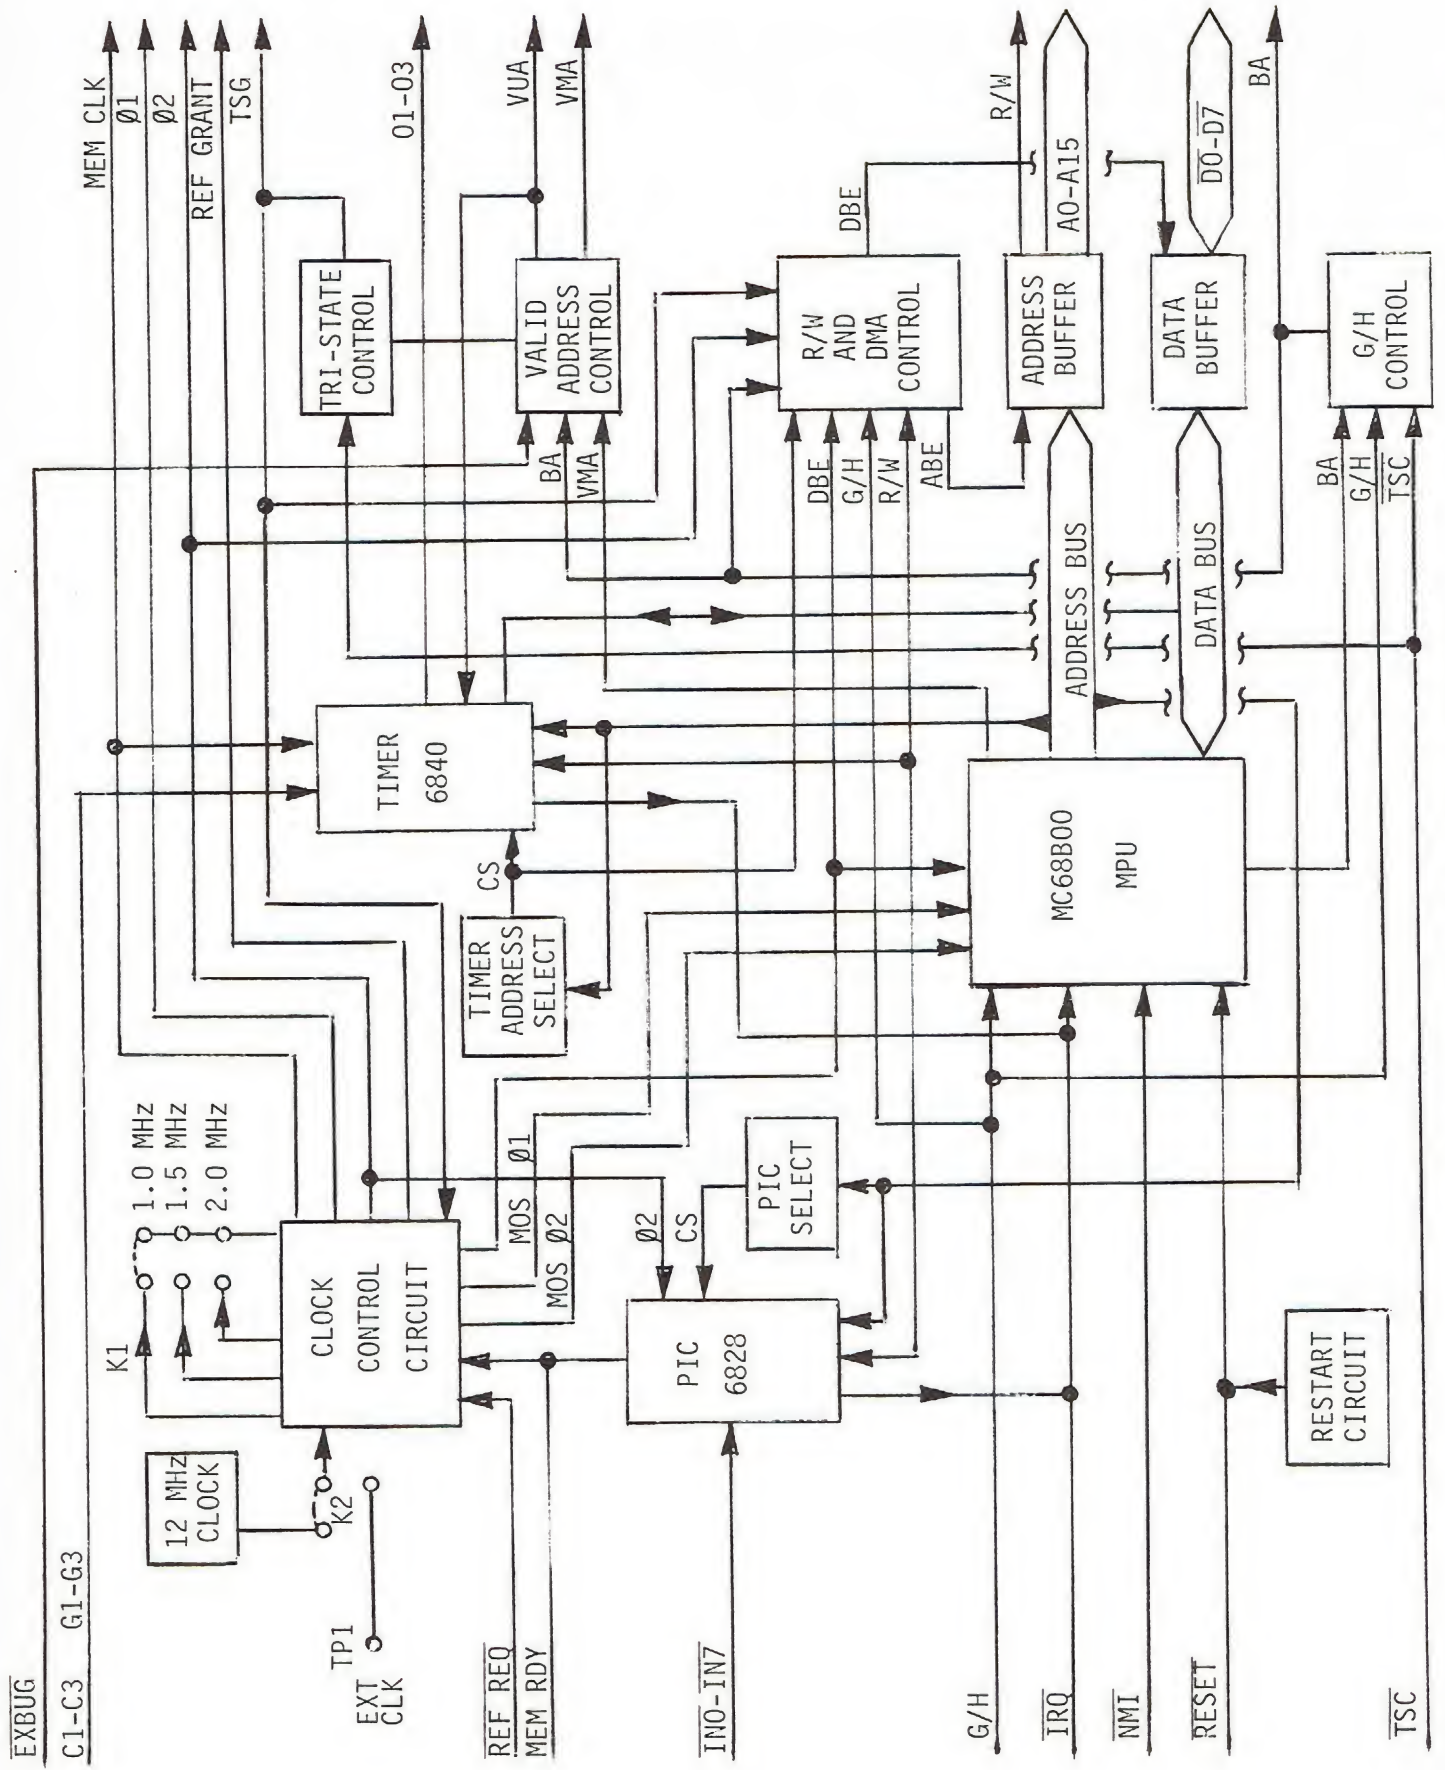 EXBUG
C1-C3 G1-G3
12 MHz
CLOCK
TP1
EXT
CLK
K2
K1
1.0 MHz
1.5 MHz
2.0 MHz
CLOCK
CONTROL
CIRCUIT
REF REQ
MEM RDY
MOS Ø1
MOS Ø2
Ø2
CS
PIC
6828
IN0-IN7
PIC
SELECT
TIMER
ADDRESS
SELECT
CS
TIMER
6840
MEM CLK
Ø1
Ø2
REF GRANT
TSG
TRI-STATE
CONTROL
O1-O3
VUA
VMA
VALID
ADDRESS
CONTROL
BA
VMA
R/W
AND
DMA
CONTROL
DBE
DBE
G/H
R/W
ABE
R/W
A0-A15
ADDRESS
BUFFER
D0-D7
DATA
BUFFER
BA
G/H
CONTROL
BA
G/H
TSC
ADDRESS BUS
DATA BUS
MC68B00
MPU
G/H
IRQ
NMI
RESET
RESTART
CIRCUIT
TSC